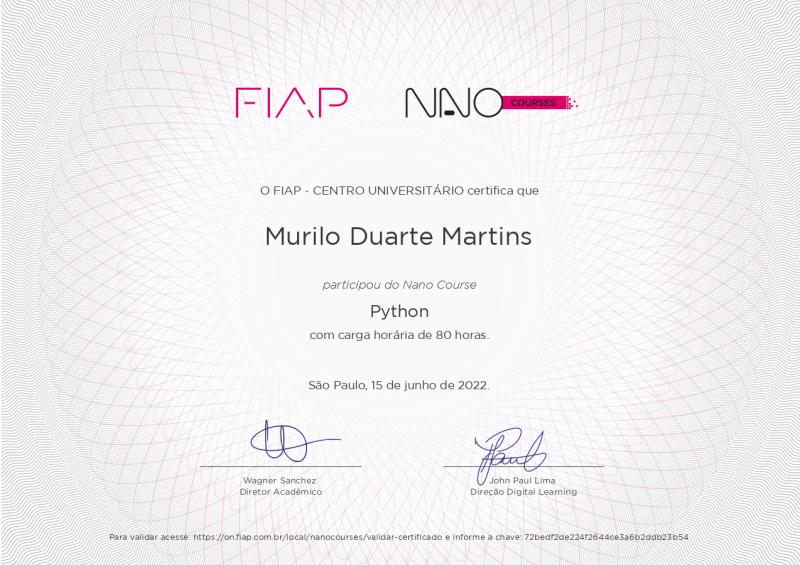 FIAP NANO COURSES
O FIAP - CENTRO UNIVERSITÁRIO certifica que
Murilo Duarte Martins
participou do Nano Course
Python
com carga horária de 80 horas.
São Paulo, 15 de junho de 2022.
Wagner Sanchez
Diretor Acadêmico
John Paul Lima
Direção Digital Learning
Para validar acesse: https://on.fiap.com.br/local/nanocourses/validar-certificado e informe a chave: 72bedf2de224f2644ce3a6b2ddb23b54